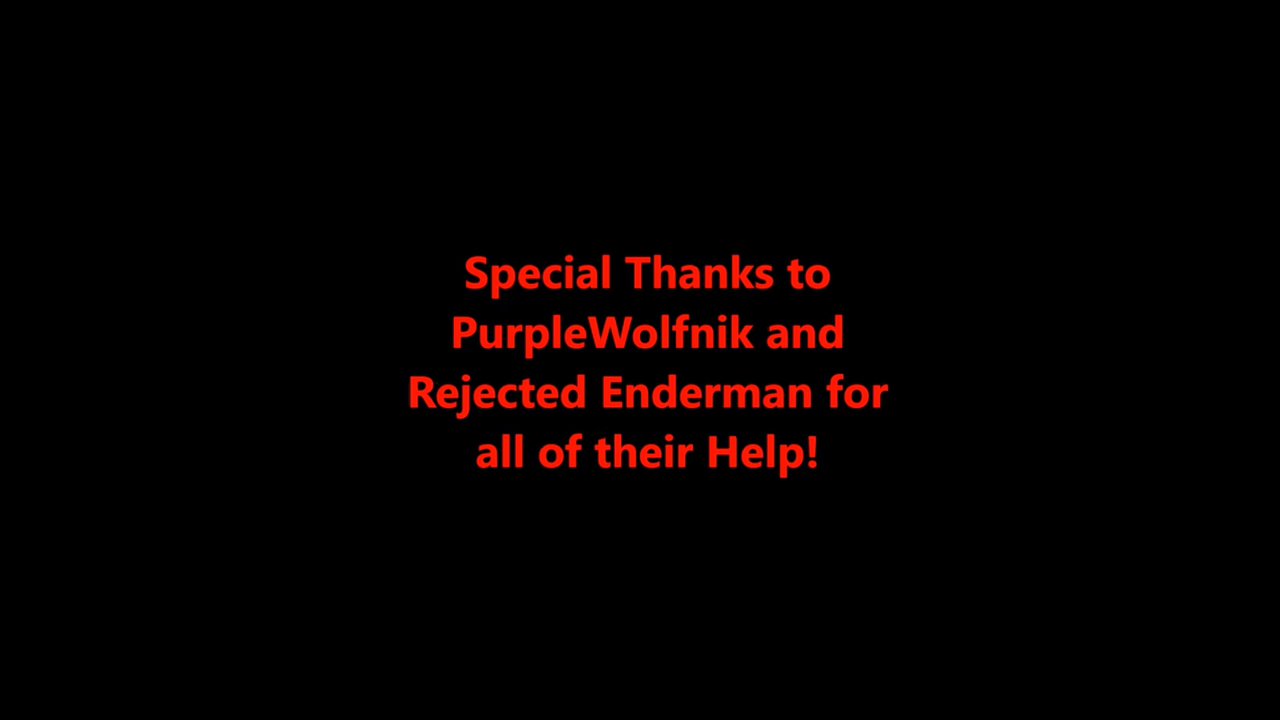 Special Thanks to
PurpleWolfnik and
Rejected Enderman for
all of their Help!